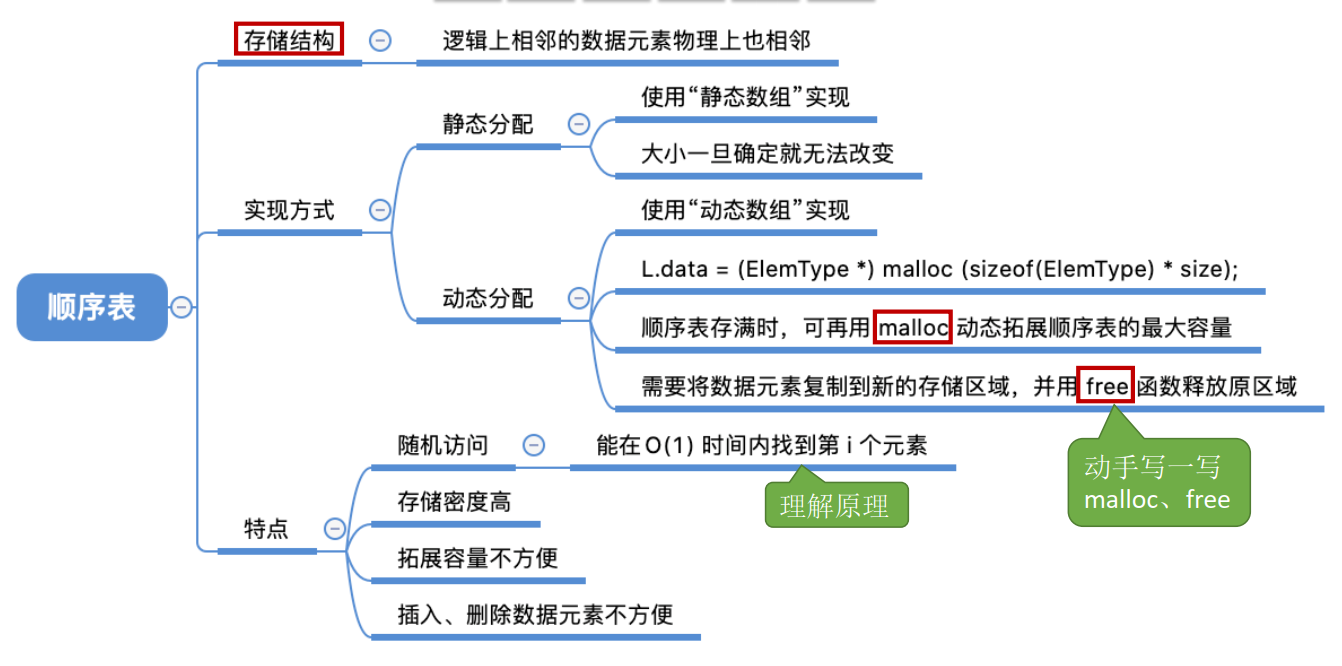 存储结构
逻辑上相邻的数据元素物理上也相邻
使用“静态数组”实现
静态分配
大小一旦确定就无法改变
实现方式
使用“动态数组”实现
L.data = (ElemType *) malloc (sizeof(ElemType) * size);
动态分配
顺序表
顺序表存满时，可再用 malloc 动态拓展顺序表的最大容量
需要将数据元素复制到新的存储区域，并用 free 函数释放原区域
随机访问
能在 O(1) 时间内找到第 i 个元素
动手写一写
malloc、free
理解原理
存储密度高
特点
拓展容量不方便
插入、删除数据元素不方便